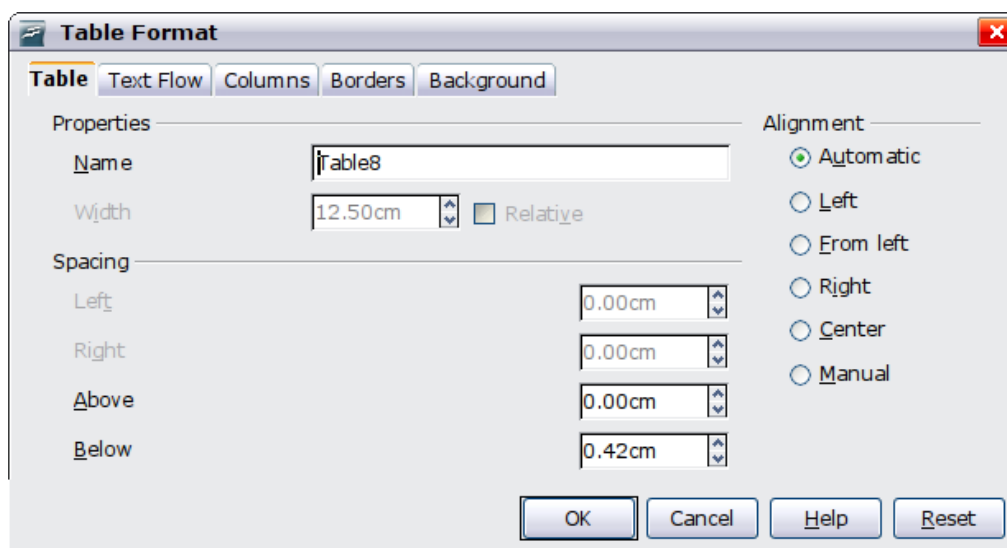 Table Format
Table Text Flow Columns Borders Background
Properties
Name Table8
Width 12.50cm Relative
Spacing
Left 0.00cm
Right 0.00cm
Above 0.00cm
Below 0.42cm
Alignment
Automatic
Left
From left
Right
Center
Manual
OK Cancel Help Reset